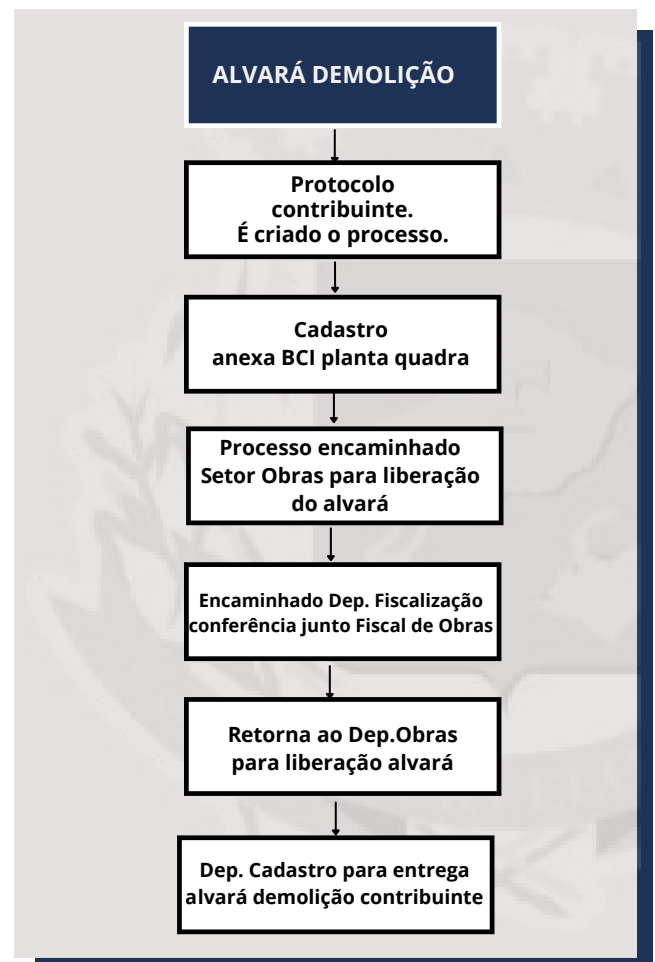 ALVARÁ DEMOLIÇÃO
Protocolo
contribuinte.
É criado o processo.
Cadastro
anexa BCI planta quadra
Processo encaminhado
Setor Obras para liberação
do alvará
Encaminhado Dep. Fiscalização
conferência junto Fiscal de Obras
Retorna ao Dep.Obras
para liberação alvará
Dep. Cadastro para entrega
alvará demolição contribuinte